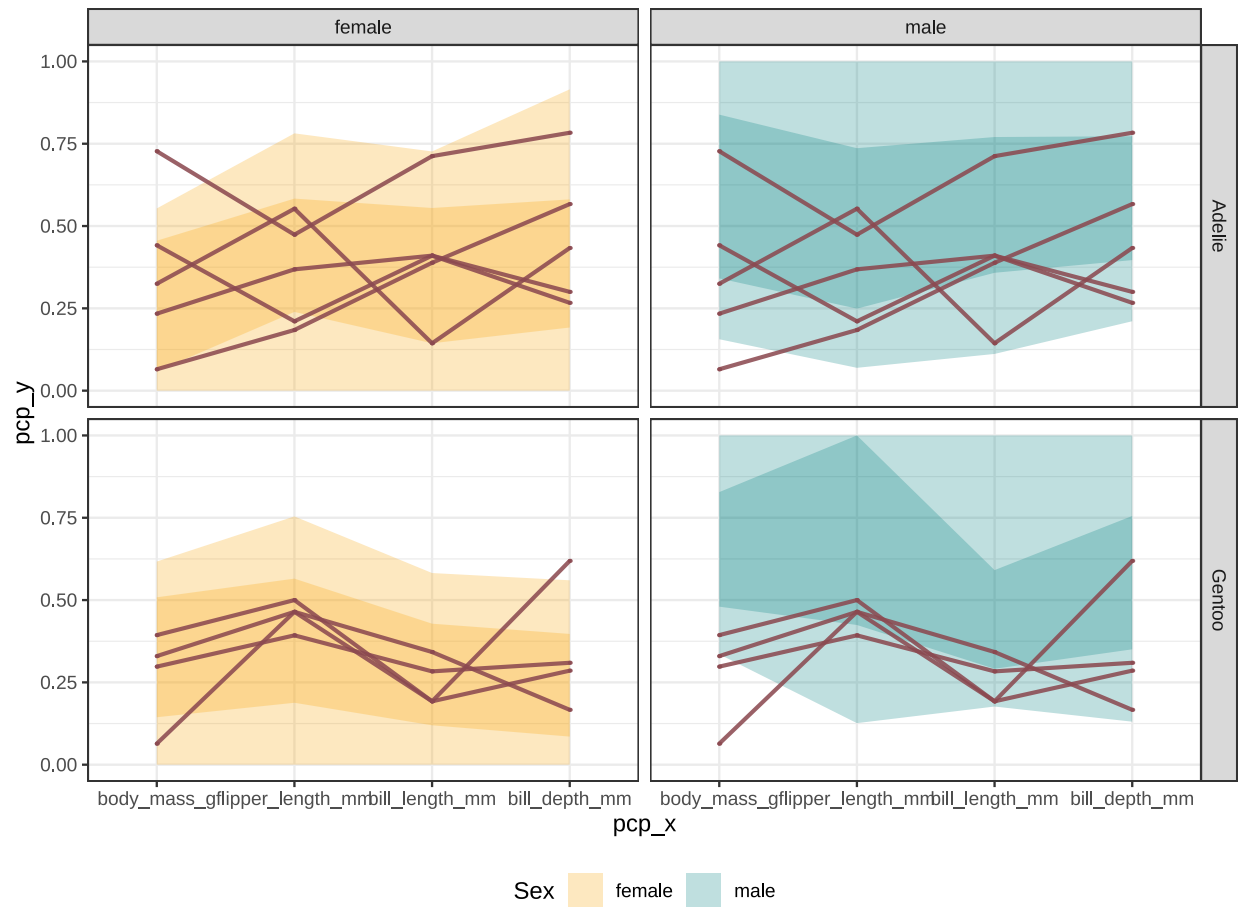 female
male
1.00
0.75
0.50
0.25
0.00
Adelie
1.00
0.75
0.50
0.25
0.00
Gentoo
pcp_y
body_mass_g flipper_length_mm bill_length_mm bill_depth_mm
body_mass_g flipper_length_mm bill_length_mm bill_depth_mm
pcp_x
Sex female male